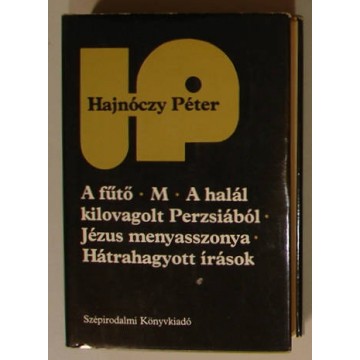 HP
Hajnóczy Péter
A fűtő · M · A halál
kilovagolt Perzsiából ·
Jézus menyasszonya ·
Hátrahagyott írások
Szépirodalmi Könyvkiadó